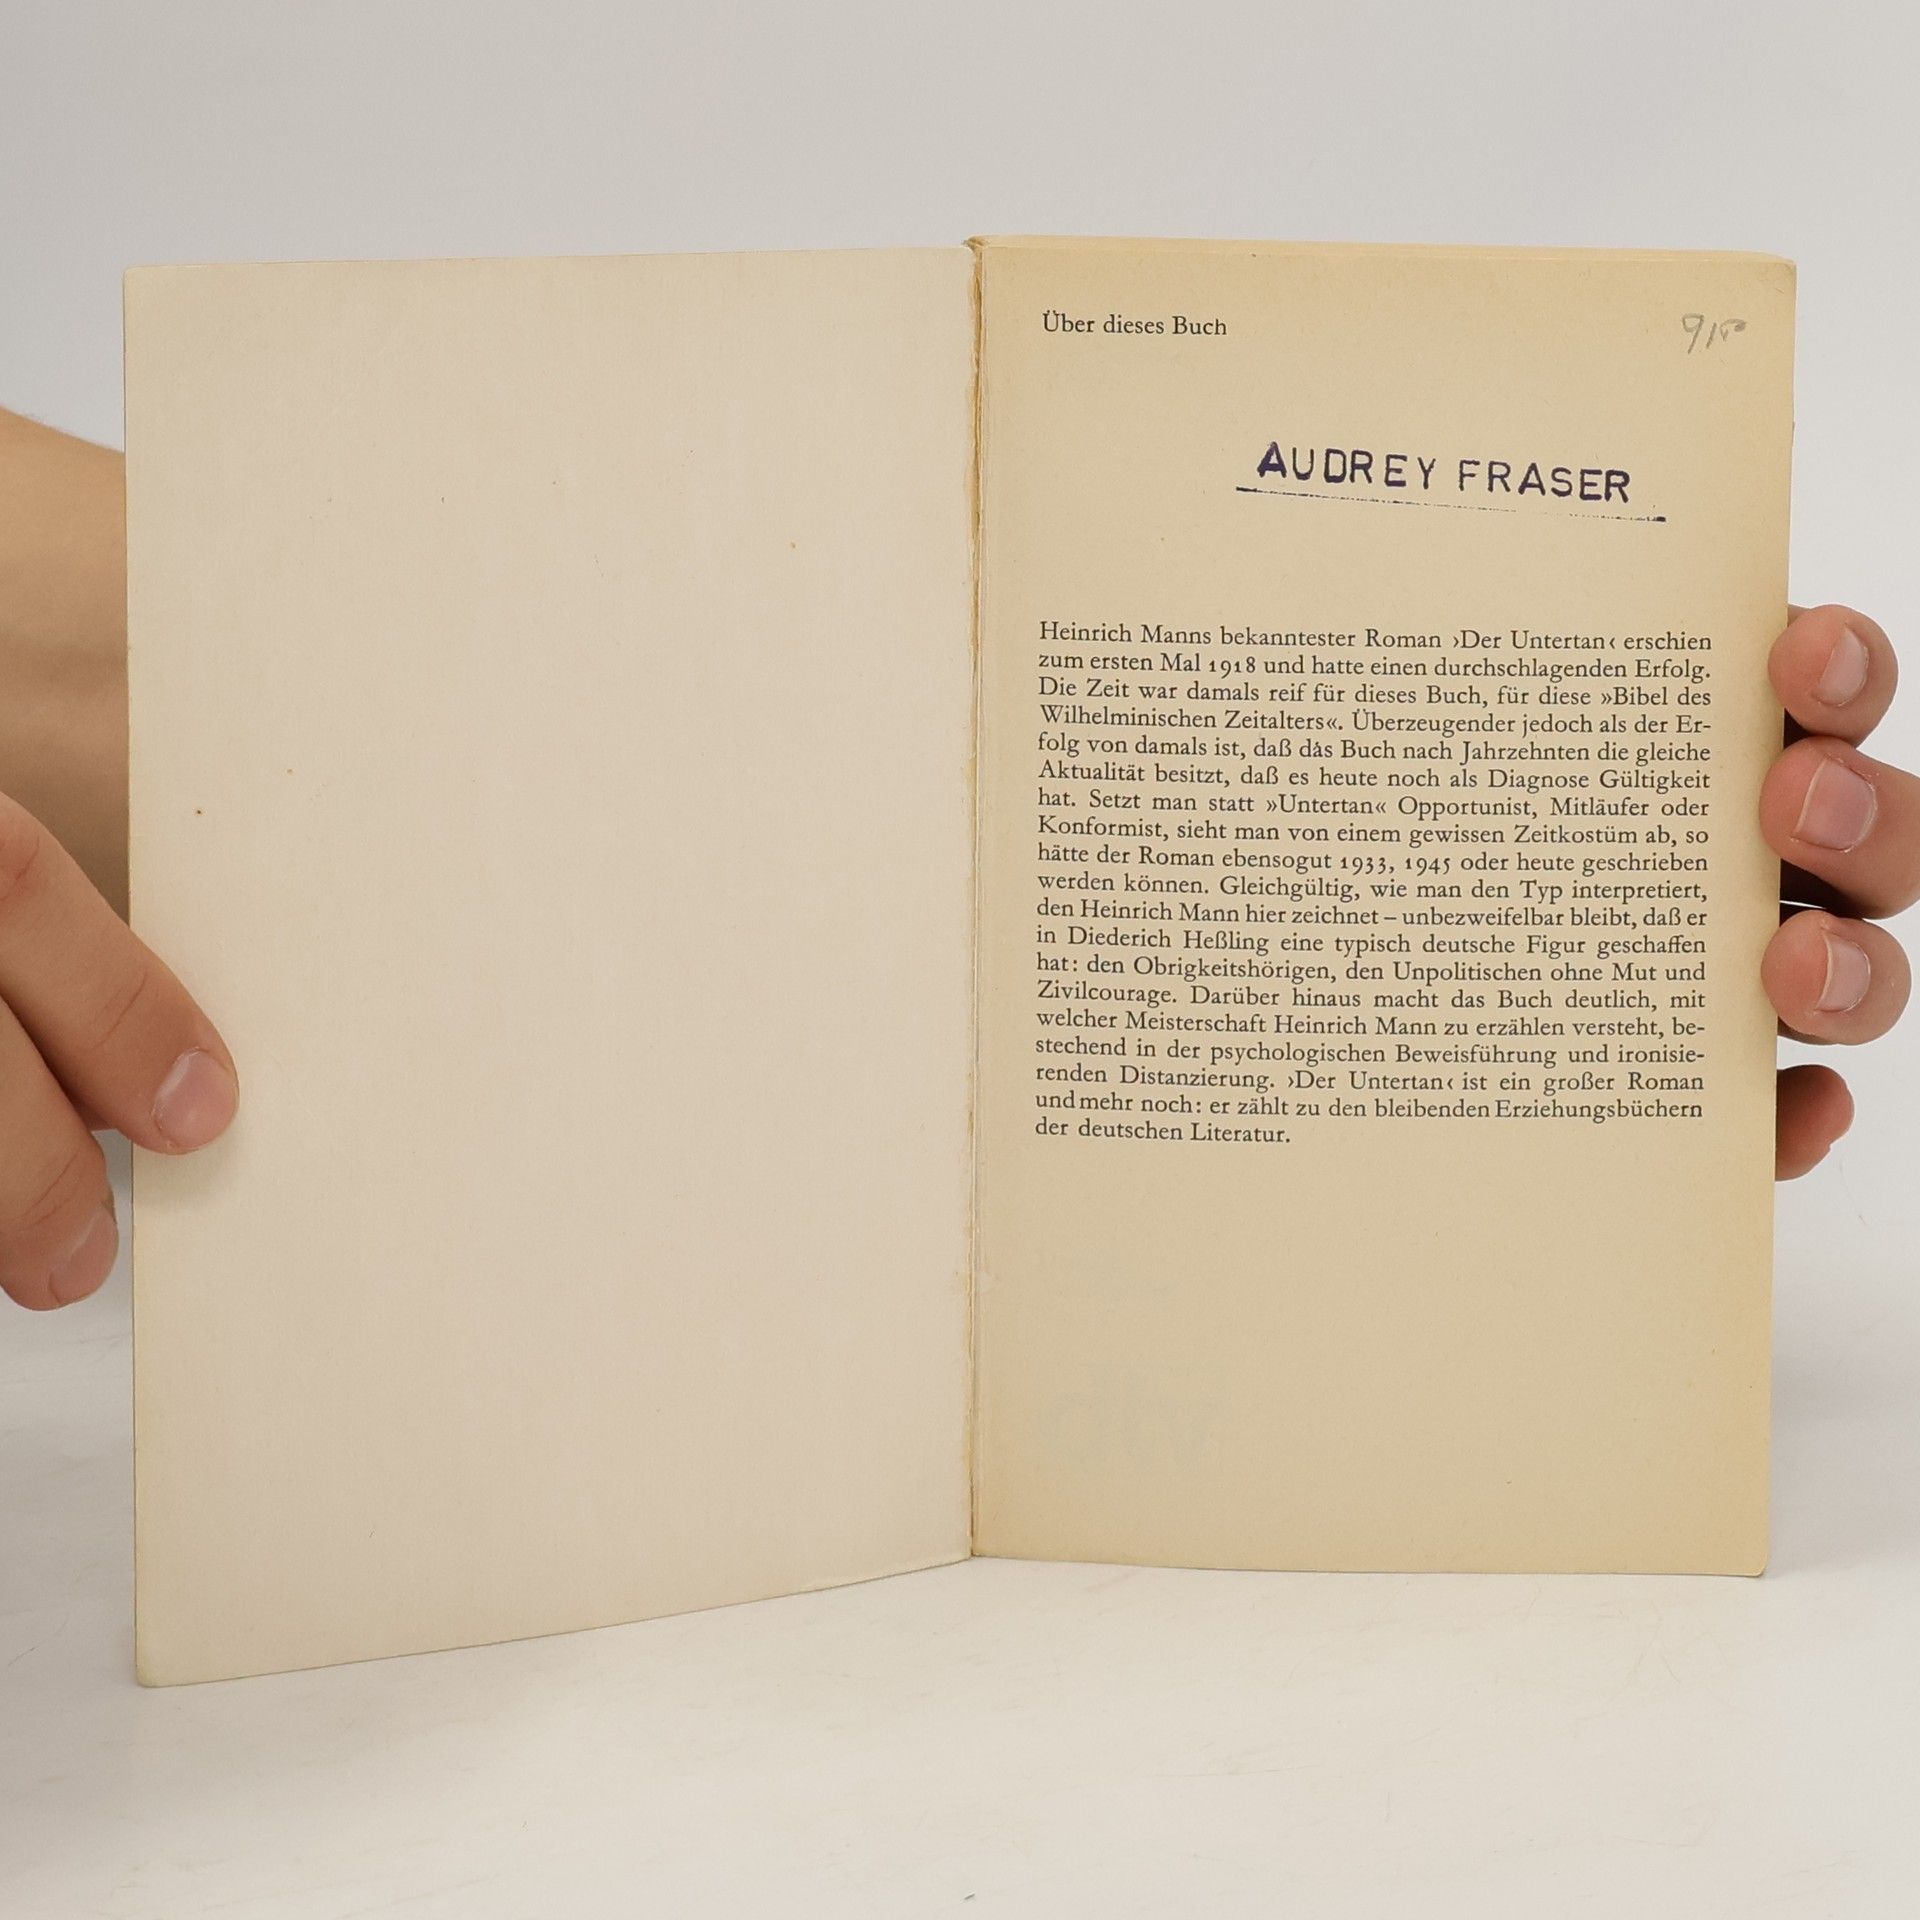 Über dieses Buch
AUDREY FRASER
Heinrich Manns bekanntester Roman ›Der Untertan‹ erschien
zum ersten Mal 1918 und hatte einen durchschlagenden Erfolg.
Die Zeit war damals reif für dieses Buch, für diese »Bibel des
Wilhelminischen Zeitalters«. Überzeugender jedoch als der Er-
folg von damals ist, daß das Buch nach Jahrzehnten die gleiche
Aktualität besitzt, daß es heute noch als Diagnose Gültigkeit
hat. Setzt man statt »Untertan« Opportunist, Mitläufer oder
Konformist, sieht man von einem gewissen Zeitkostüm ab, so
hätte der Roman ebensogut 1933, 1945 oder heute geschrieben
werden können. Gleichgültig, wie man den Typ interpretiert,
den Heinrich Mann hier zeichnet – unbezweifelbar bleibt, daß er
in Diederich Heßling eine typisch deutsche Figur geschaffen
hat: den Obrigkeitshörigen, den Unpolitischen ohne Mut und
Zivilcourage. Darüber hinaus macht das Buch deutlich, mit
welcher Meisterschaft Heinrich Mann zu erzählen versteht, be-
stechend in der psychologischen Beweisführung und ironisie-
renden Distanzierung. ›Der Untertan‹ ist ein großer Roman
und mehr noch: er zählt zu den bleibenden Erziehungsbüchern
der deutschen Literatur.